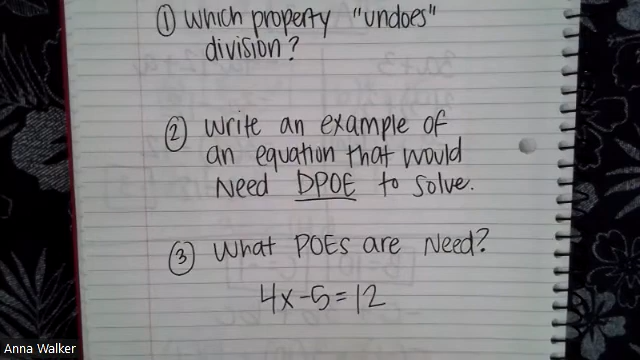 ① Which property "undoes"
division?
② Write an example of
an equation that would
need DPOE to solve.
③ What POEs are Need?
4x-5=12
Anna Walker